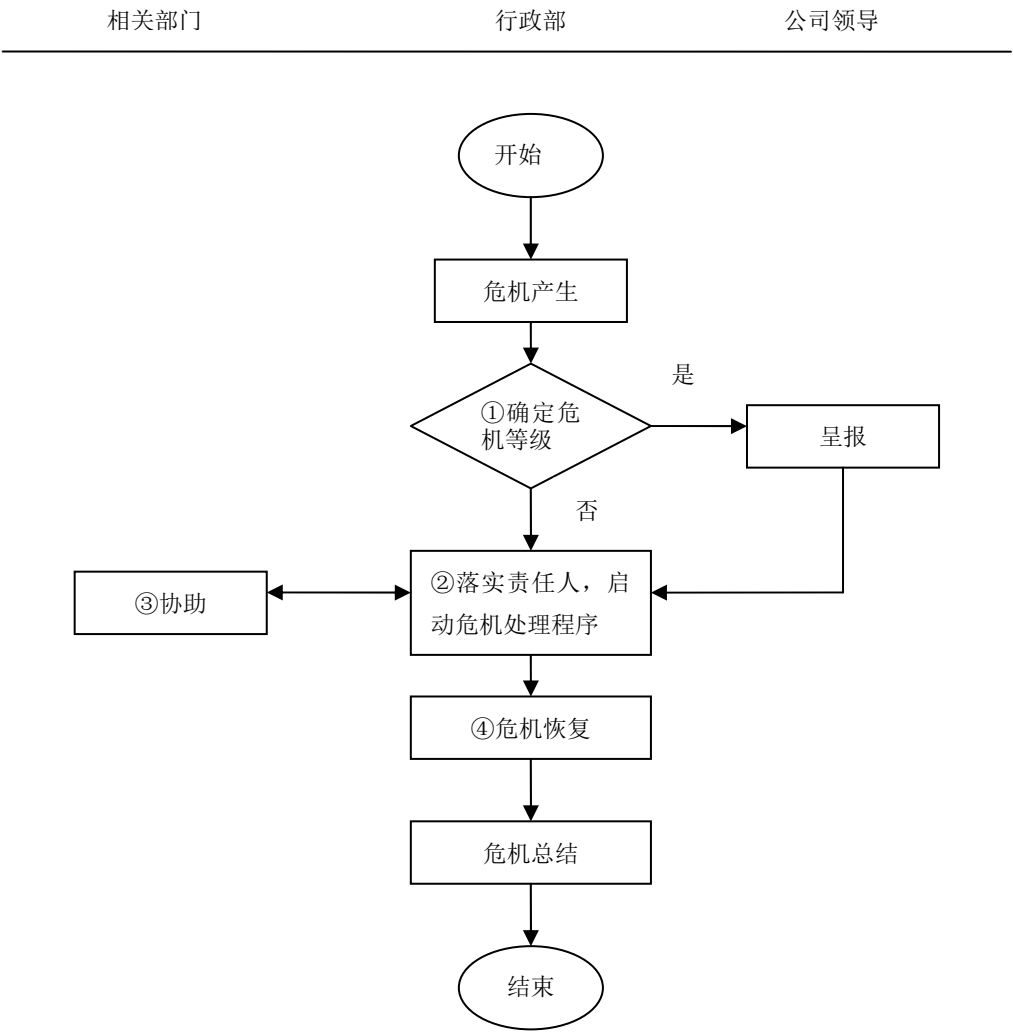 相关部门 行政部 公司领导
开始
危机产生
是
①确定危
机等级
呈报
否
②落实责任人，启
动危机处理程序
③协助
④危机恢复
危机总结
结束